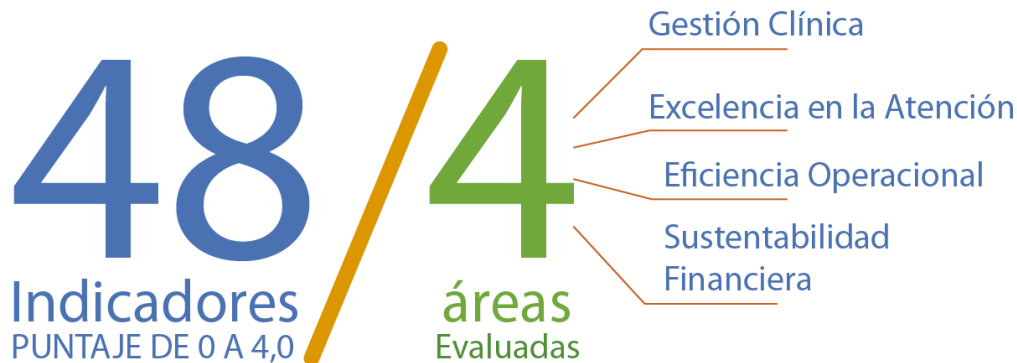 48
Indicadores
PUNTAJE DE 0 A 4,0
/
4
áreas
Evaluadas
Gestión Clínica
Excelencia en la Atención
Eficiencia Operacional
Sustentabilidad
Financiera